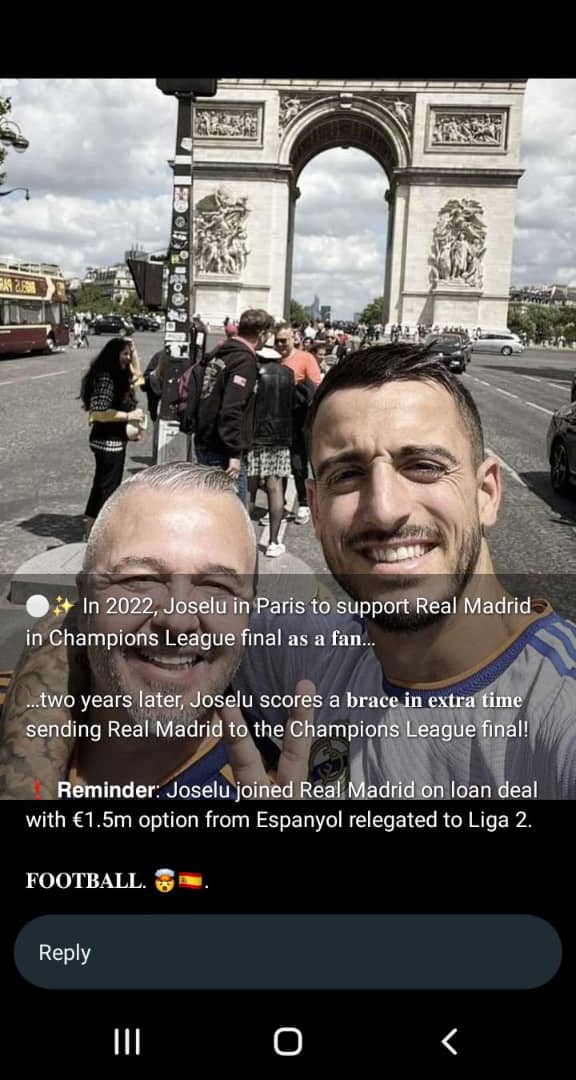 ⚪✨ In 2022, Joselu in Paris to support Real Madrid
in Champions League final 𝐚𝐬 𝐚 𝐟𝐚𝐧…
…two years later, Joselu scores a 𝐛𝐫𝐚𝐜𝐞 𝐢𝐧 𝐞𝐱𝐭𝐫𝐚 𝐭𝐢𝐦𝐞
sending Real Madrid to the Champions League final!
❗️ Reminder: Joselu joined Real Madrid on loan deal
with €1.5m option from Espanyol relegated to Liga 2.
𝐅𝐎𝐎𝐓𝐁𝐀𝐋𝐋. 🤯🇪🇸.
Reply